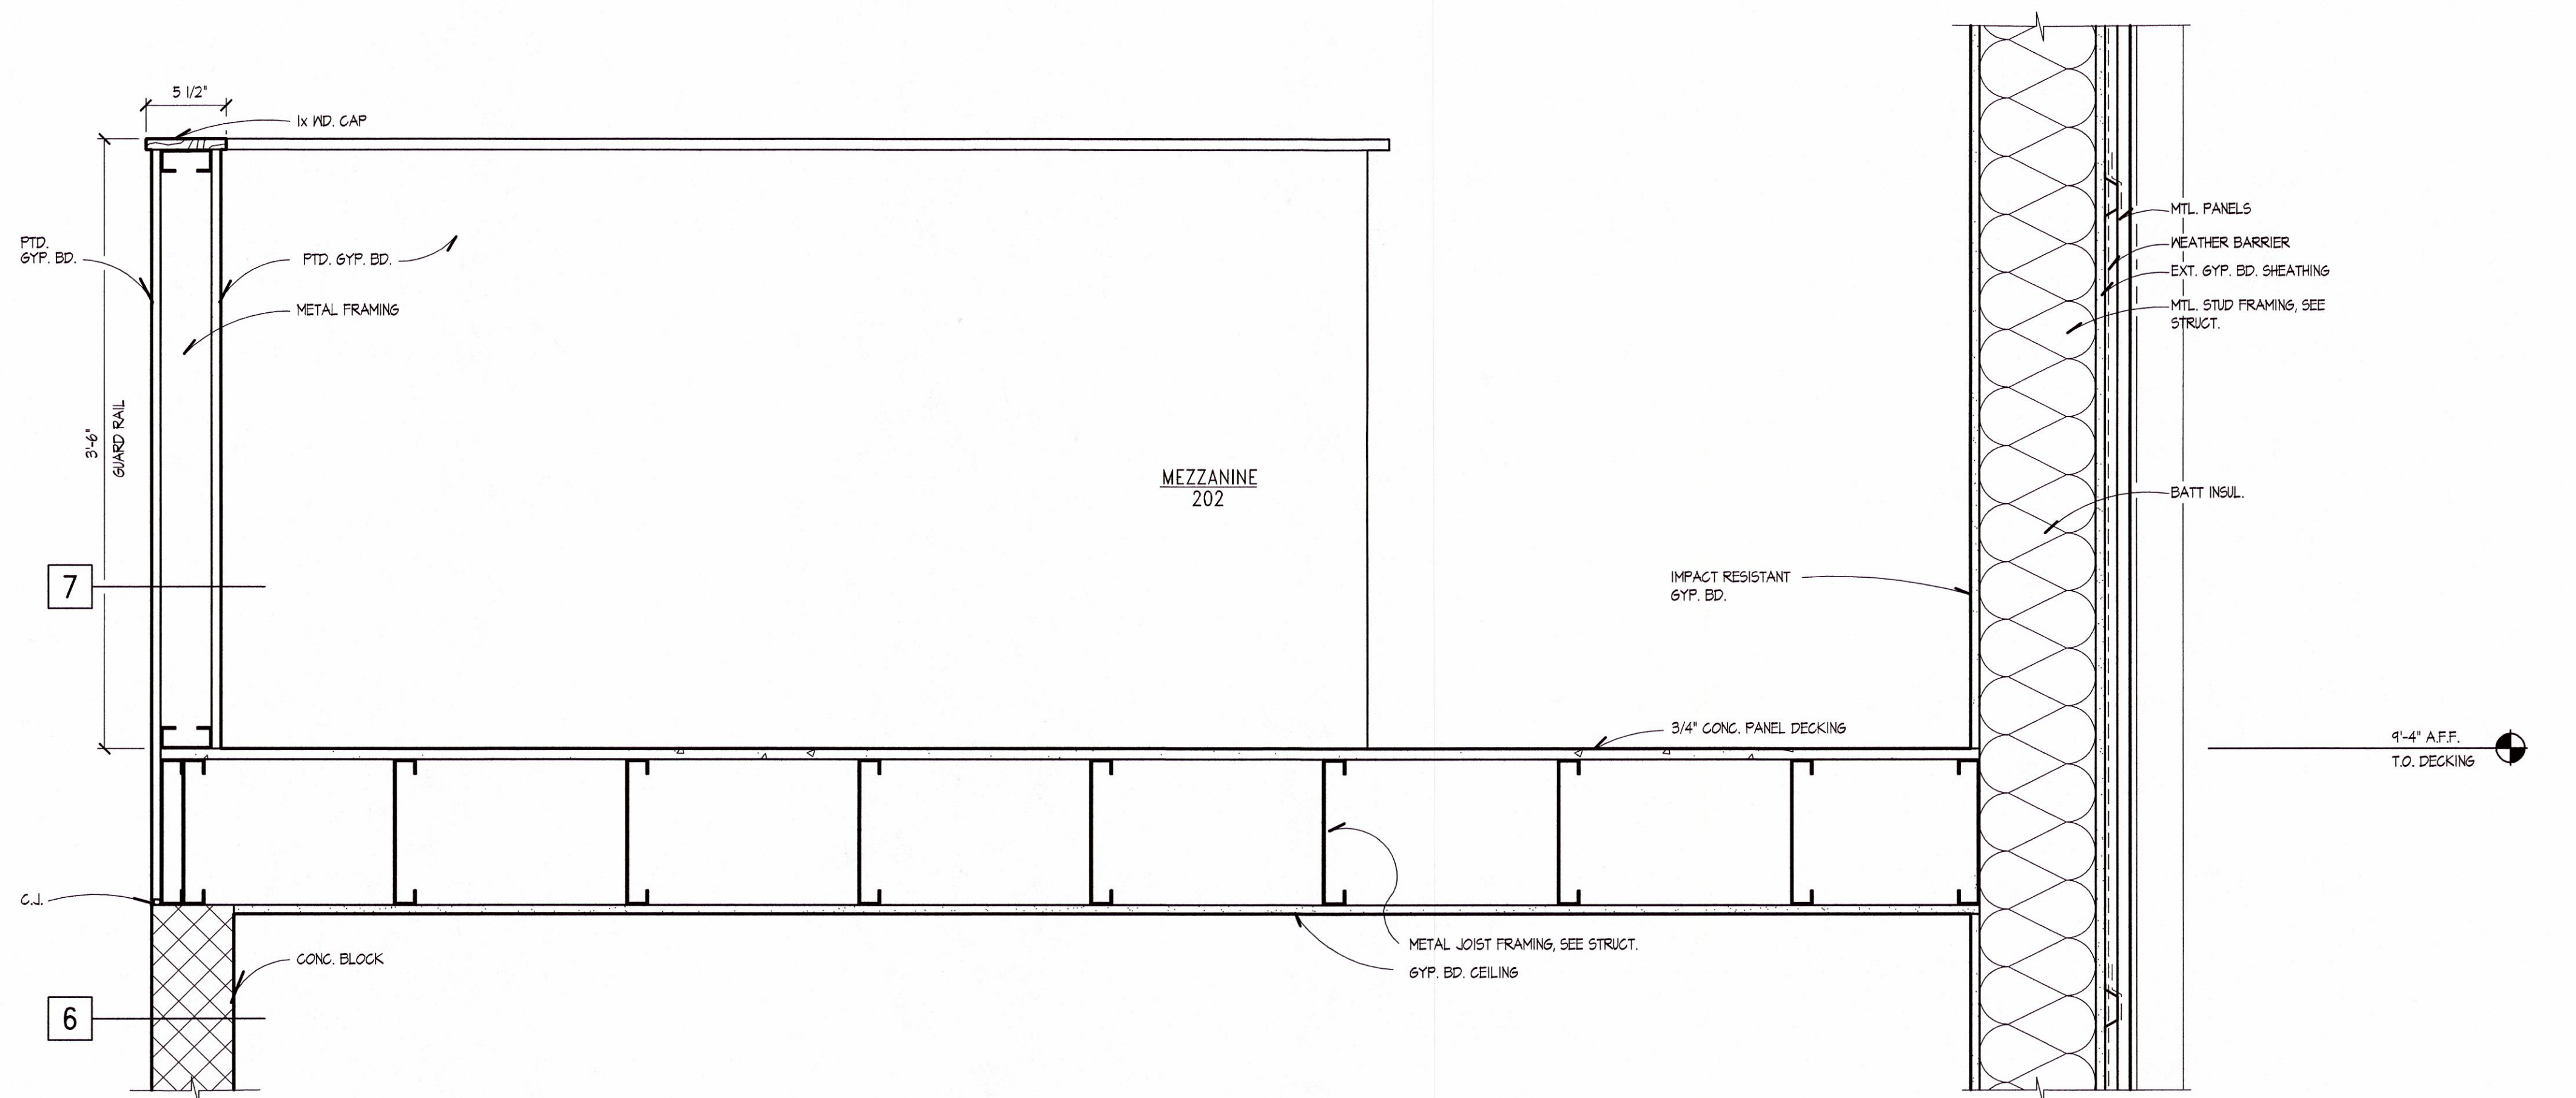 5 1/2"
1x WD. CAP
PTD.
GYP. BD.
PTD. GYP. BD.
METAL FRAMING
3'-6"
GUARD RAIL
MEZZANINE
202
7
MTL. PANELS
WEATHER BARRIER
EXT. GYP. BD. SHEATHING
MTL. STUD FRAMING, SEE
STRUCT.
BATT INSUL.
IMPACT RESISTANT
GYP. BD.
3/4" CONC. PANEL DECKING
9'-4" A.F.F.
T.O. DECKING
C.J.
CONC. BLOCK
METAL JOIST FRAMING, SEE STRUCT.
GYP. BD. CEILING
6